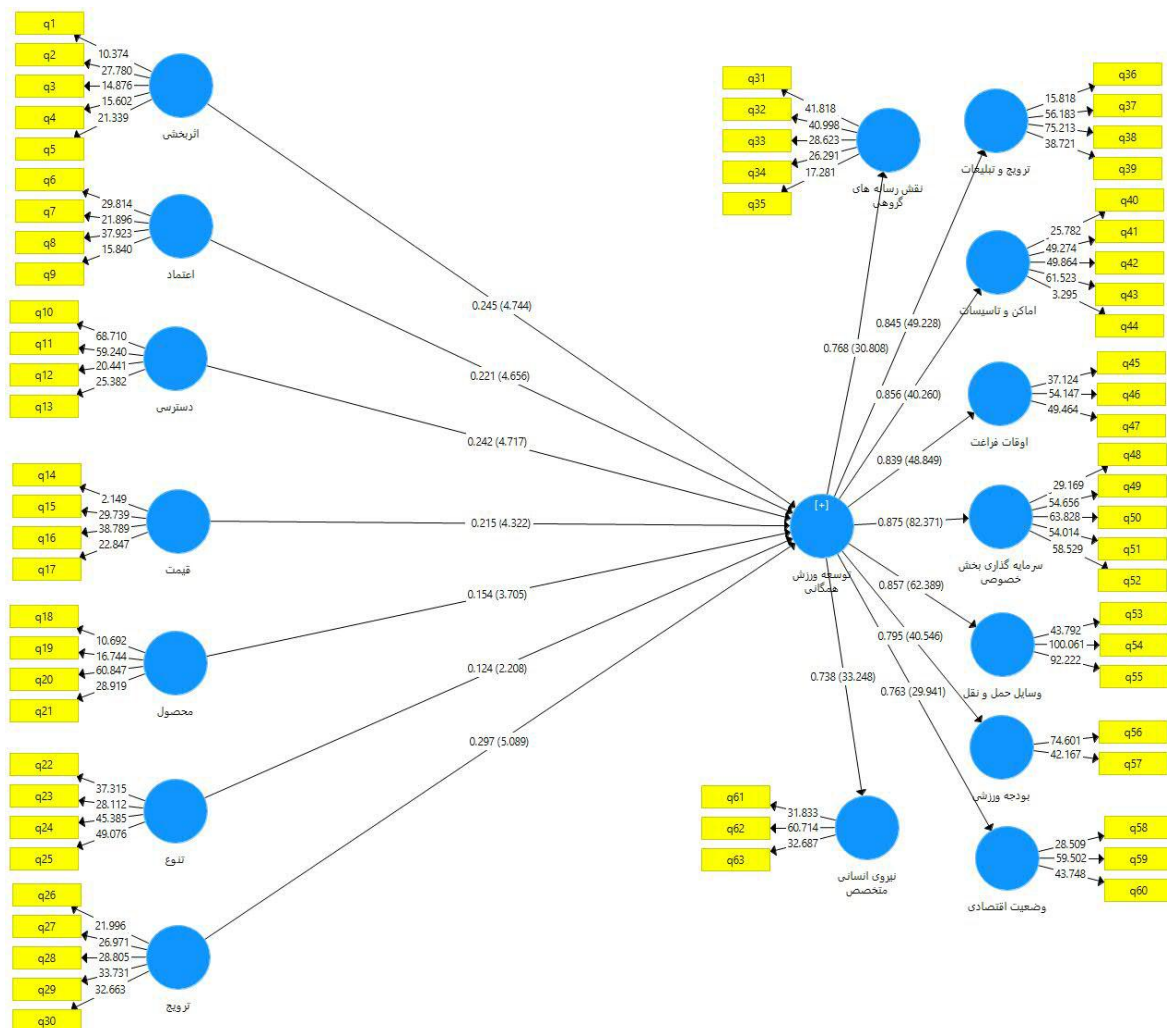 q1
q2
q3
q4
q5
10.374
27.780
14.876
15.602
21.339
اثربخشی
q6
q7
q8
q9
29.814
21.896
37.923
15.840
اعتماد
q10
q11
q12
q13
68.710
59.240
20.441
25.382
دسترسی
q14
q15
q16
q17
2.149
29.739
38.789
22.847
قیمت
q18
q19
q20
q21
10.692
16.744
60.847
28.919
محصول
q22
q23
q24
q25
37.315
28.112
45.385
49.076
تنوع
q26
q27
q28
q29
q30
21.996
26.971
28.805
33.731
32.663
ترویج
0.245 (4.744)
0.221 (4.656)
0.242 (4.717)
0.215 (4.322)
0.154 (3.705)
0.124 (2.208)
0.297 (5.089)
[+]
توسعه ورزش
همگانی
0.768 (30.808)
0.845 (49.228)
0.856 (40.260)
0.839 (48.849)
0.875 (82.371)
0.857 (62.389)
0.795 (40.546)
0.763 (29.941)
0.738 (33.248)
q31
q32
q33
q34
q35
41.818
40.998
28.623
26.291
17.281
نقش رسانه های
گروهی
q36
q37
q38
q39
15.818
56.183
75.213
38.721
ترویج و تبلیغات
q40
q41
q42
q43
q44
25.782
49.274
49.864
61.523
3.295
اماکن و تاسیسات
q45
q46
q47
37.124
54.147
49.464
اوقات فراغت
q48
q49
q50
q51
q52
29.169
54.656
63.828
54.014
58.529
سرمایه گذاری بخش
خصوصی
q53
q54
q55
43.792
100.061
92.222
وسایل حمل و نقل
q56
q57
74.601
42.167
بودجه ورزشی
q58
q59
q60
28.509
59.502
43.748
وضعیت اقتصادی
q61
q62
q63
31.833
60.714
32.687
نیروی انسانی
متخصص